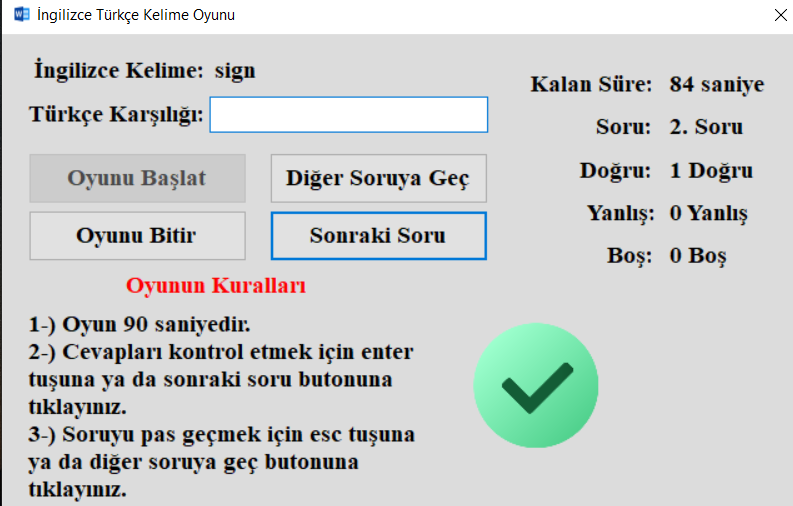 İngilizce Türkçe Kelime Oyunu
İngilizce Kelime: sign
Türkçe Karşılığı:
Kalan Süre: 84 saniye
Soru: 2. Soru
Doğru: 1 Doğru
Yanlış: 0 Yanlış
Boş: 0 Boş
Oyunu Başlat
Diğer Soruya Geç
Oyunu Bitir
Sonraki Soru
Oyunun Kuralları
1-) Oyun 90 saniyedir.
2-) Cevapları kontrol etmek için enter
tuşuna ya da sonraki soru butonuna
tıklayınız.
3-) Soruyu pas geçmek için esc tuşuna
ya da diğer soruya geç butonuna
tıklayınız.